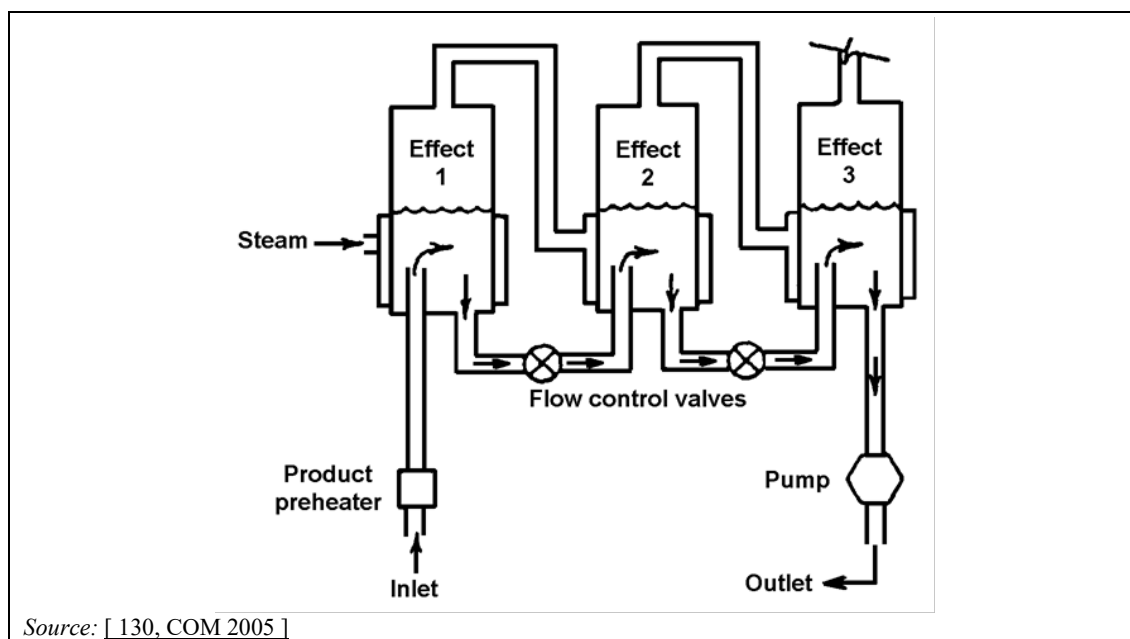 Effect
1
Effect
2
Effect
3
Steam
Flow control valves
Product
preheater
Pump
Inlet
Outlet
Source: [ 130, COM 2005 ]